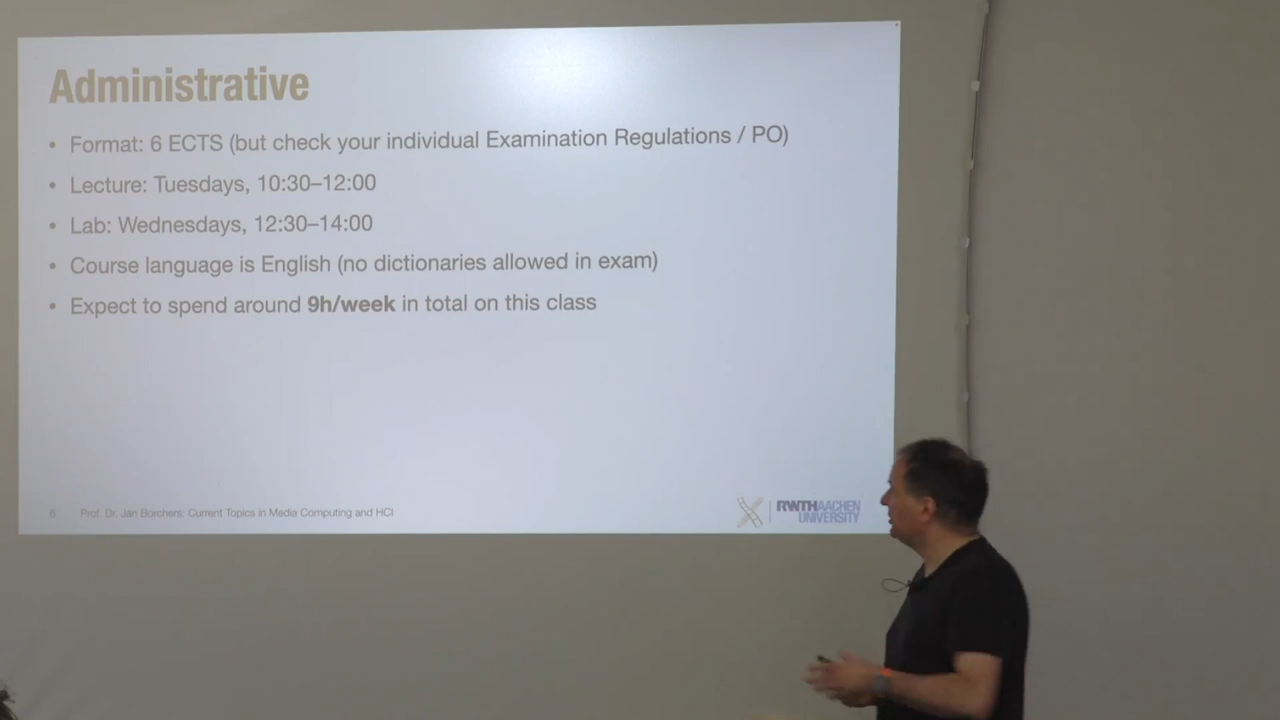 Administrative
• Format: 6 ECTS (but check your individual Examination Regulations / PO)
• Lecture: Tuesdays, 10:30–12:00
• Lab: Wednesdays, 12:30–14:00
• Course language is English (no dictionaries allowed in exam)
• Expect to spend around 9h/week in total on this class
6 Prof. Dr. Jan Borchers: Current Topics in Media Computing and HCI
RWTHAACHEN
UNIVERSITY